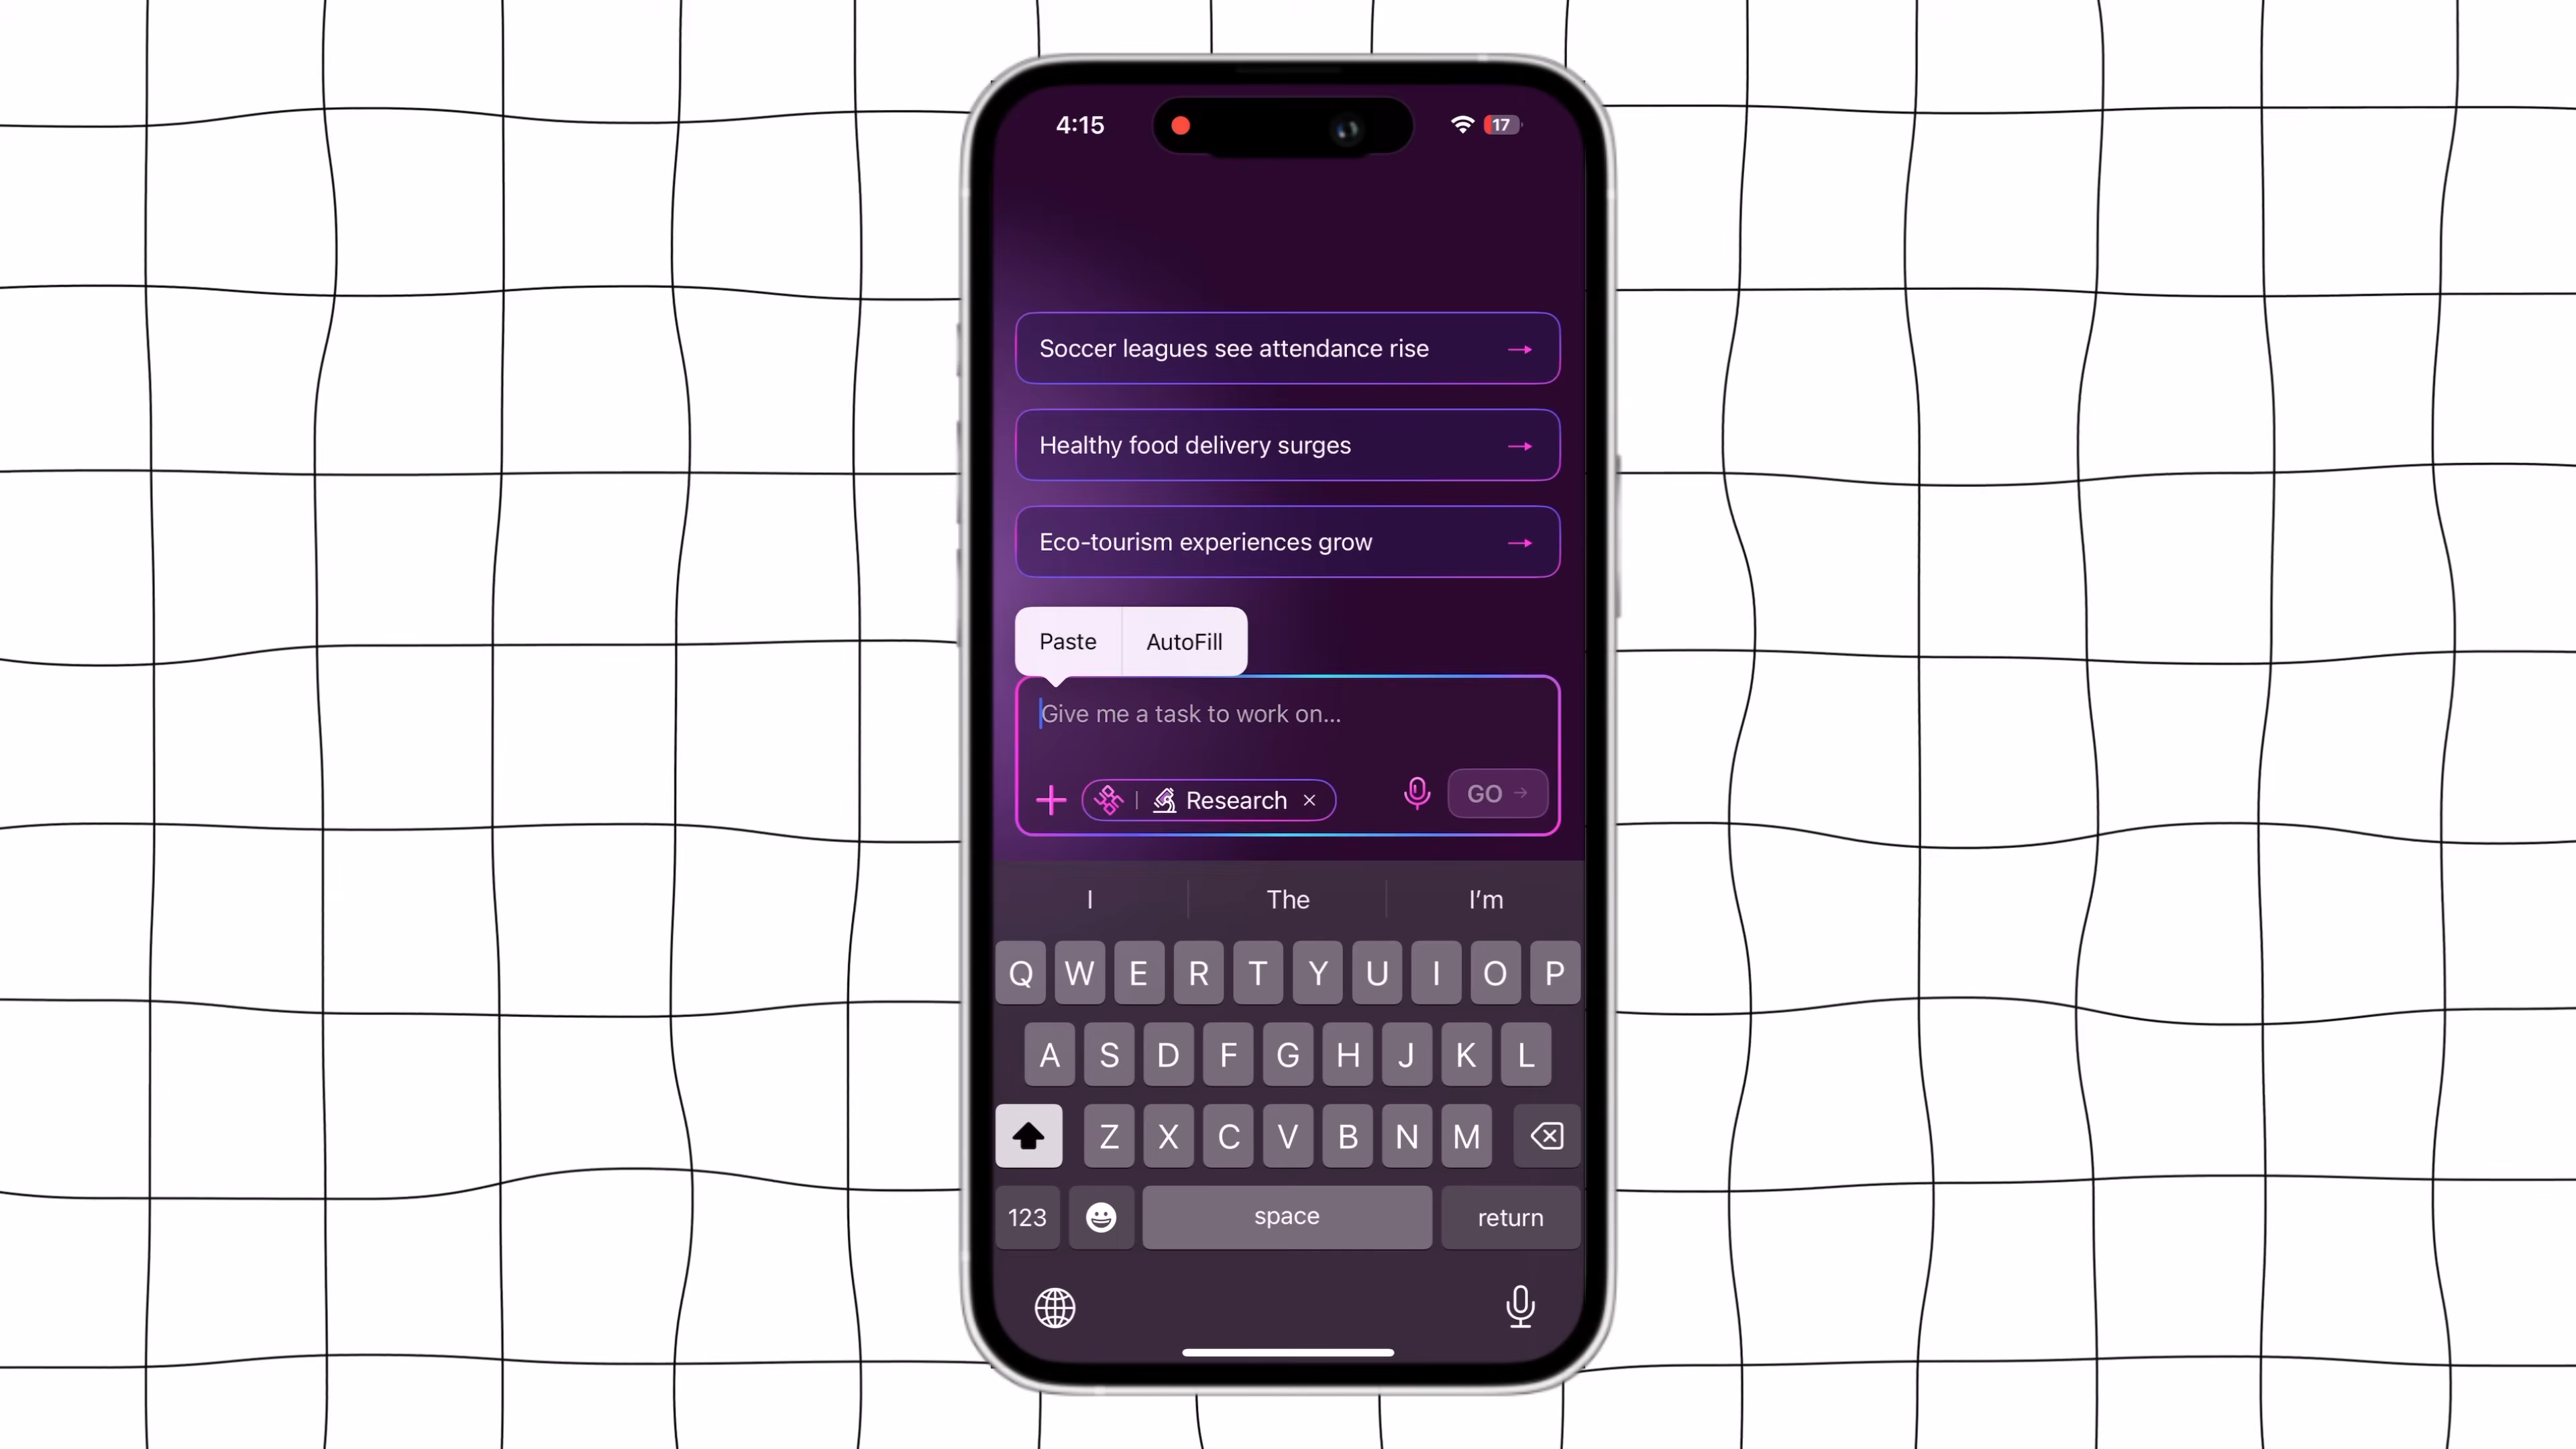 4:15
17
Soccer leagues see attendance rise
Healthy food delivery surges
Eco-tourism experiences grow
Paste AutoFill
Give me a task to work on...
Research
GO
I The I'm
Q W E R T Y U I O P
A S D F G H J K L
Z X C V B N M
123 space return